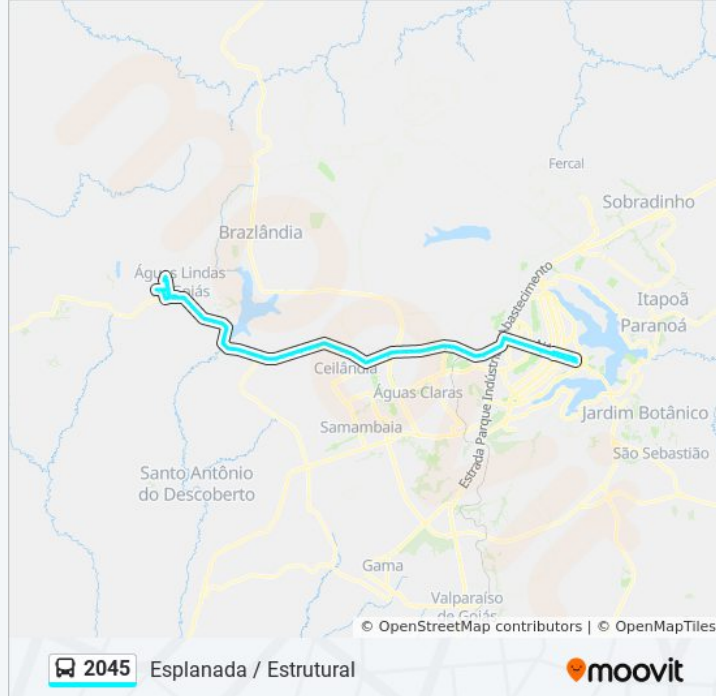 Fercal
Sobradinho
Brazlândia
Águas Lindas
Goiás
Itapoã
Paranoá
Estrada Parque Indústria Abastecimento
Ceilândia
Águas Claras
Samambaia
Jardim Botânico
São Sebastião
Santo Antônio
do Descoberto
Gama
Valparaíso
de Goiás
© OpenStreetMap contributors | © OpenMapTiles
2045 Esplanada / Estrutural
moovit